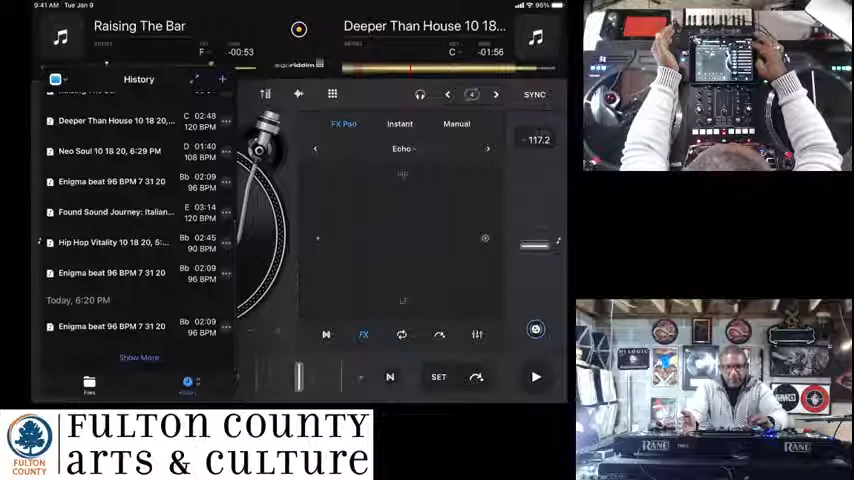 9:41 AM Tue Jan 9
96%
Raising The Bar
-00:53
Deeper Than House 10 18...
C
-01:56
algoriddim
History
Deeper Than House 10 18 20,...
C 02:48
120 BPM
Neo Soul 10 18 20, 6:29 PM
D 01:40
108 BPM
Enigma beat 96 BPM 7 31 20
Bb 02:09
96 BPM
Found Sound Journey: Italian...
E 03:14
120 BPM
Hip Hop Vitality 10 18 20, 5:...
Bb 02:45
90 BPM
Enigma beat 96 BPM 7 31 20
Bb 02:09
96 BPM
Today, 6:20 PM
Enigma beat 96 BPM 7 31 20
Bb 02:09
96 BPM
Show More
Files
4
SYNC
FX Pad
Instant
Manual
117.2
Echo
LF
FX
SET
RANE
RANE
FULTON
COUNTY
FULTON COUNTY
ARTS & CULTURE